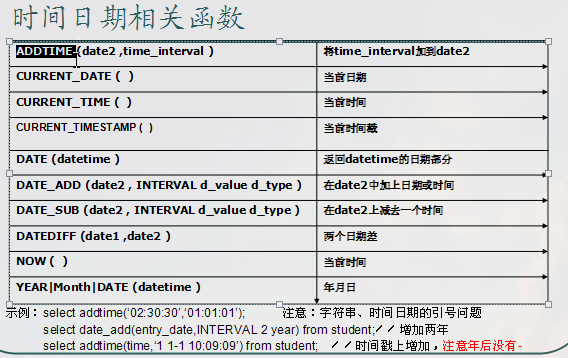 时间日期相关函数
ADDTIME (date2 ,time_interval ) 将time_interval加到date2
CURRENT_DATE ( ) 当前日期
CURRENT_TIME ( ) 当前时间
CURRENT_TIMESTAMP ( ) 当前时间戳
DATE (datetime ) 返回datetime的日期部分
DATE_ADD (date2 , INTERVAL d_value d_type ) 在date2中加上日期或时间
DATE_SUB (date2 , INTERVAL d_value d_type ) 在date2上减去一个时间
DATEDIFF (date1 ,date2 ) 两个日期差
NOW ( ) 当前时间
YEAR|Month|DATE (datetime ) 年月日
示例：select addtime(‘02:30:30’,‘01:01:01’); 注意：字符串、时间日期的引号问题
select date_add(entry_date,INTERVAL 2 year) from student;//增加两年
select addtime(time,‘1 1-1 10:09:09’) from student; //时间戳上增加，注意年后没有-